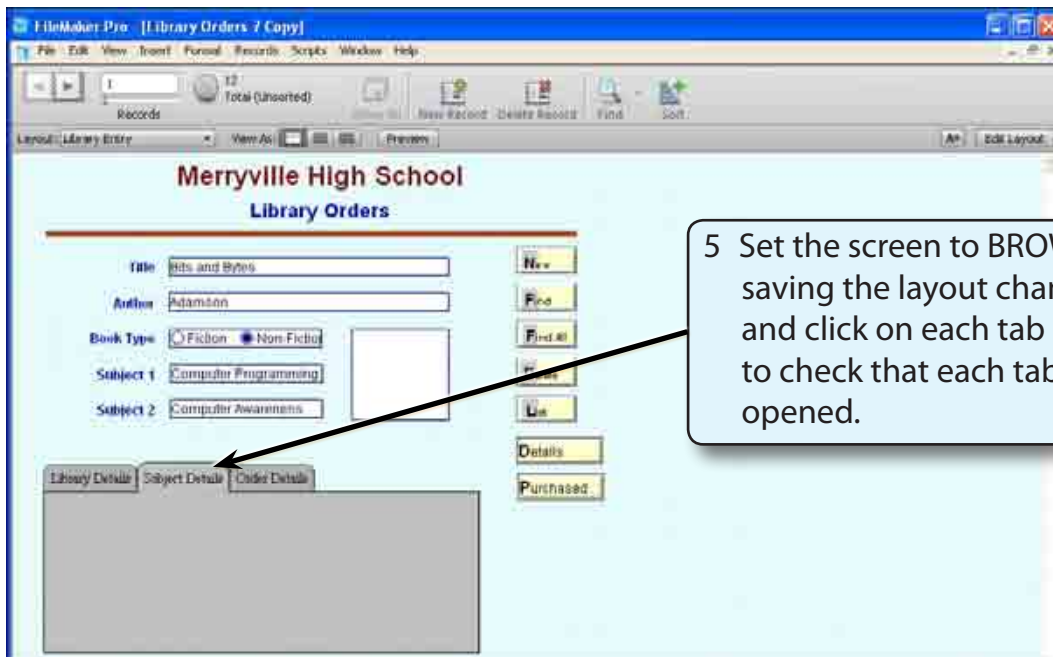 FileMaker Pro - [Library Orders 7 Copy]
File Edit View Insert Format Records Scripts Window Help
1
12
Total (Unsorted)
Records
New Record Delete Record Find Sort
Layout: Library Entry View As: Preview Edit Layout
Merryville High School
Library Orders
Title Bits and Bytes
Author Adamson
Book Type Fiction Non-Fictio
Subject 1 Computer Programming
Subject 2 Computer Awareness
Find
Find All
List
Details
Purchased
Library Details Subject Details Order Details
5 Set the screen to BROW
saving the layout char
and click on each tab
to check that each tab
opened.